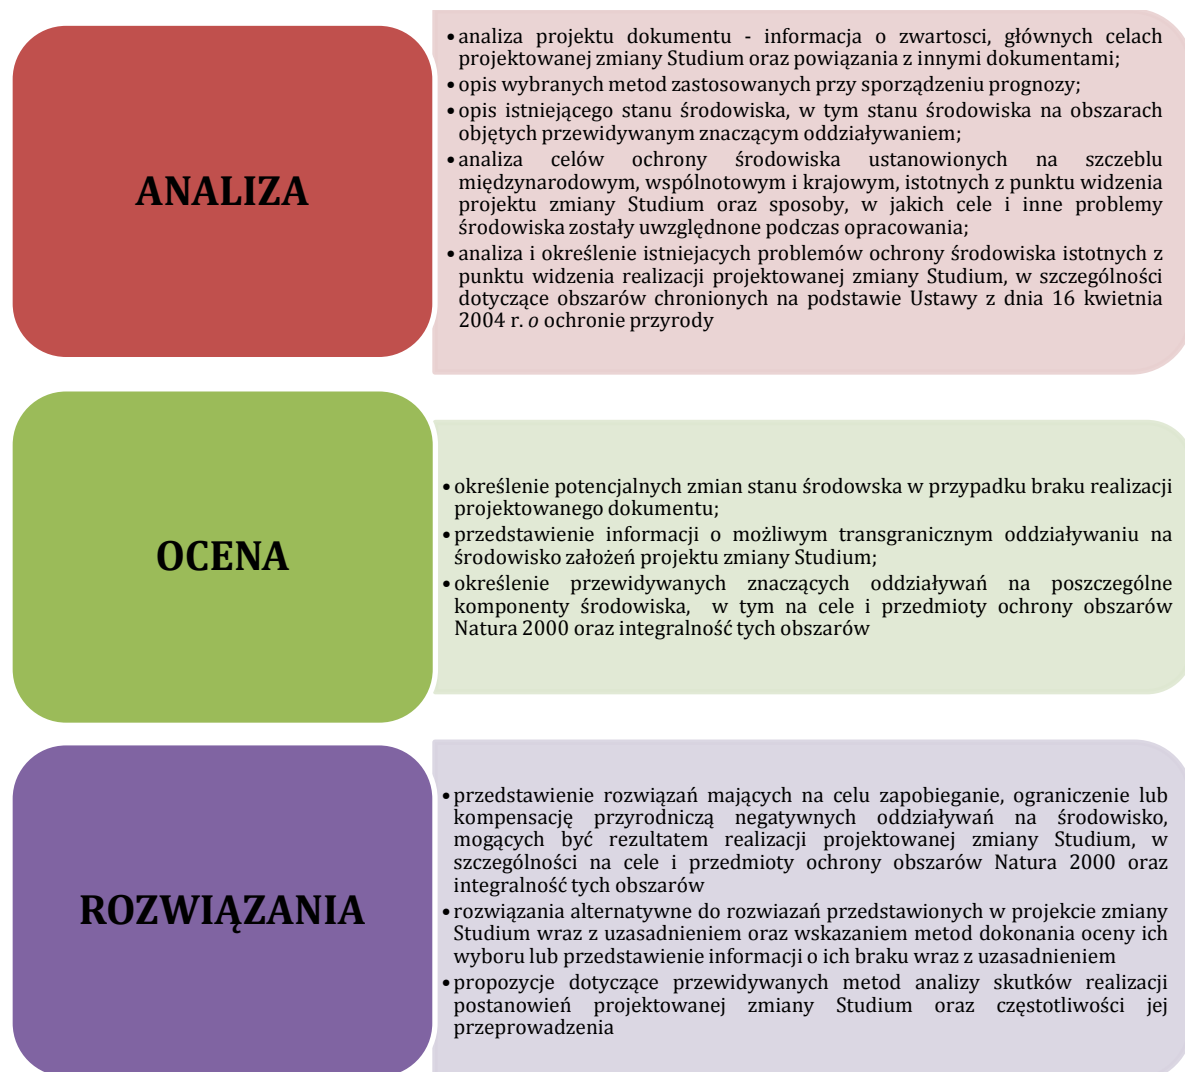 ANALIZA
•analiza projektu dokumentu - informacja o zwartosci, głównych celach
projektowanej zmiany Studium oraz powiązania z innymi dokumentami;
•opis wybranych metod zastosowanych przy sporządzeniu prognozy;
•opis istniejącego stanu środowiska, w tym stanu środowiska na obszarach
objętych przewidywanym znaczącym oddziaływaniem;
•analiza celów ochrony środowiska ustanowionych na szczeblu
międzynarodowym, wspólnotowym i krajowym, istotnych z punktu widzenia
projektu zmiany Studium oraz sposoby, w jakich cele i inne problemy
środowiska zostały uwzględnione podczas opracowania;
•analiza i określenie istniejacych problemów ochrony środowiska istotnych z
punktu widzenia realizacji projektowanej zmiany Studium, w szczególności
dotyczące obszarów chronionych na podstawie Ustawy z dnia 16 kwietnia
2004 r. o ochronie przyrody
OCENA
•określenie potencjalnych zmian stanu środowska w przypadku braku realizacji
projektowanego dokumentu;
•przedstawienie informacji o możliwym transgranicznym oddziaływaniu na
środowisko założeń projektu zmiany Studium;
•określenie przewidywanych znaczących oddziaływań na poszczególne
komponenty środowiska, w tym na cele i przedmioty ochrony obszarów
Natura 2000 oraz integralność tych obszarów
ROZWIĄZANIA
•przedstawienie rozwiązań mających na celu zapobieganie, ograniczenie lub
kompensację przyrodniczą negatywnych oddziaływań na środowisko,
mogących być rezultatem realizacji projektowanej zmiany Studium, w
szczególności na cele i przedmioty ochrony obszarów Natura 2000 oraz
integralność tych obszarów
•rozwiązania alternatywne do rozwiazań przedstawionych w projekcie zmiany
Studium wraz z uzasadnieniem oraz wskazaniem metod dokonania oceny ich
wyboru lub przedstawienie informacji o ich braku wraz z uzasadnieniem
•propozycje dotyczące przewidywanych metod analizy skutków realizacji
postanowień projektowanej zmiany Studium oraz częstotliwości jej
przeprowadzenia